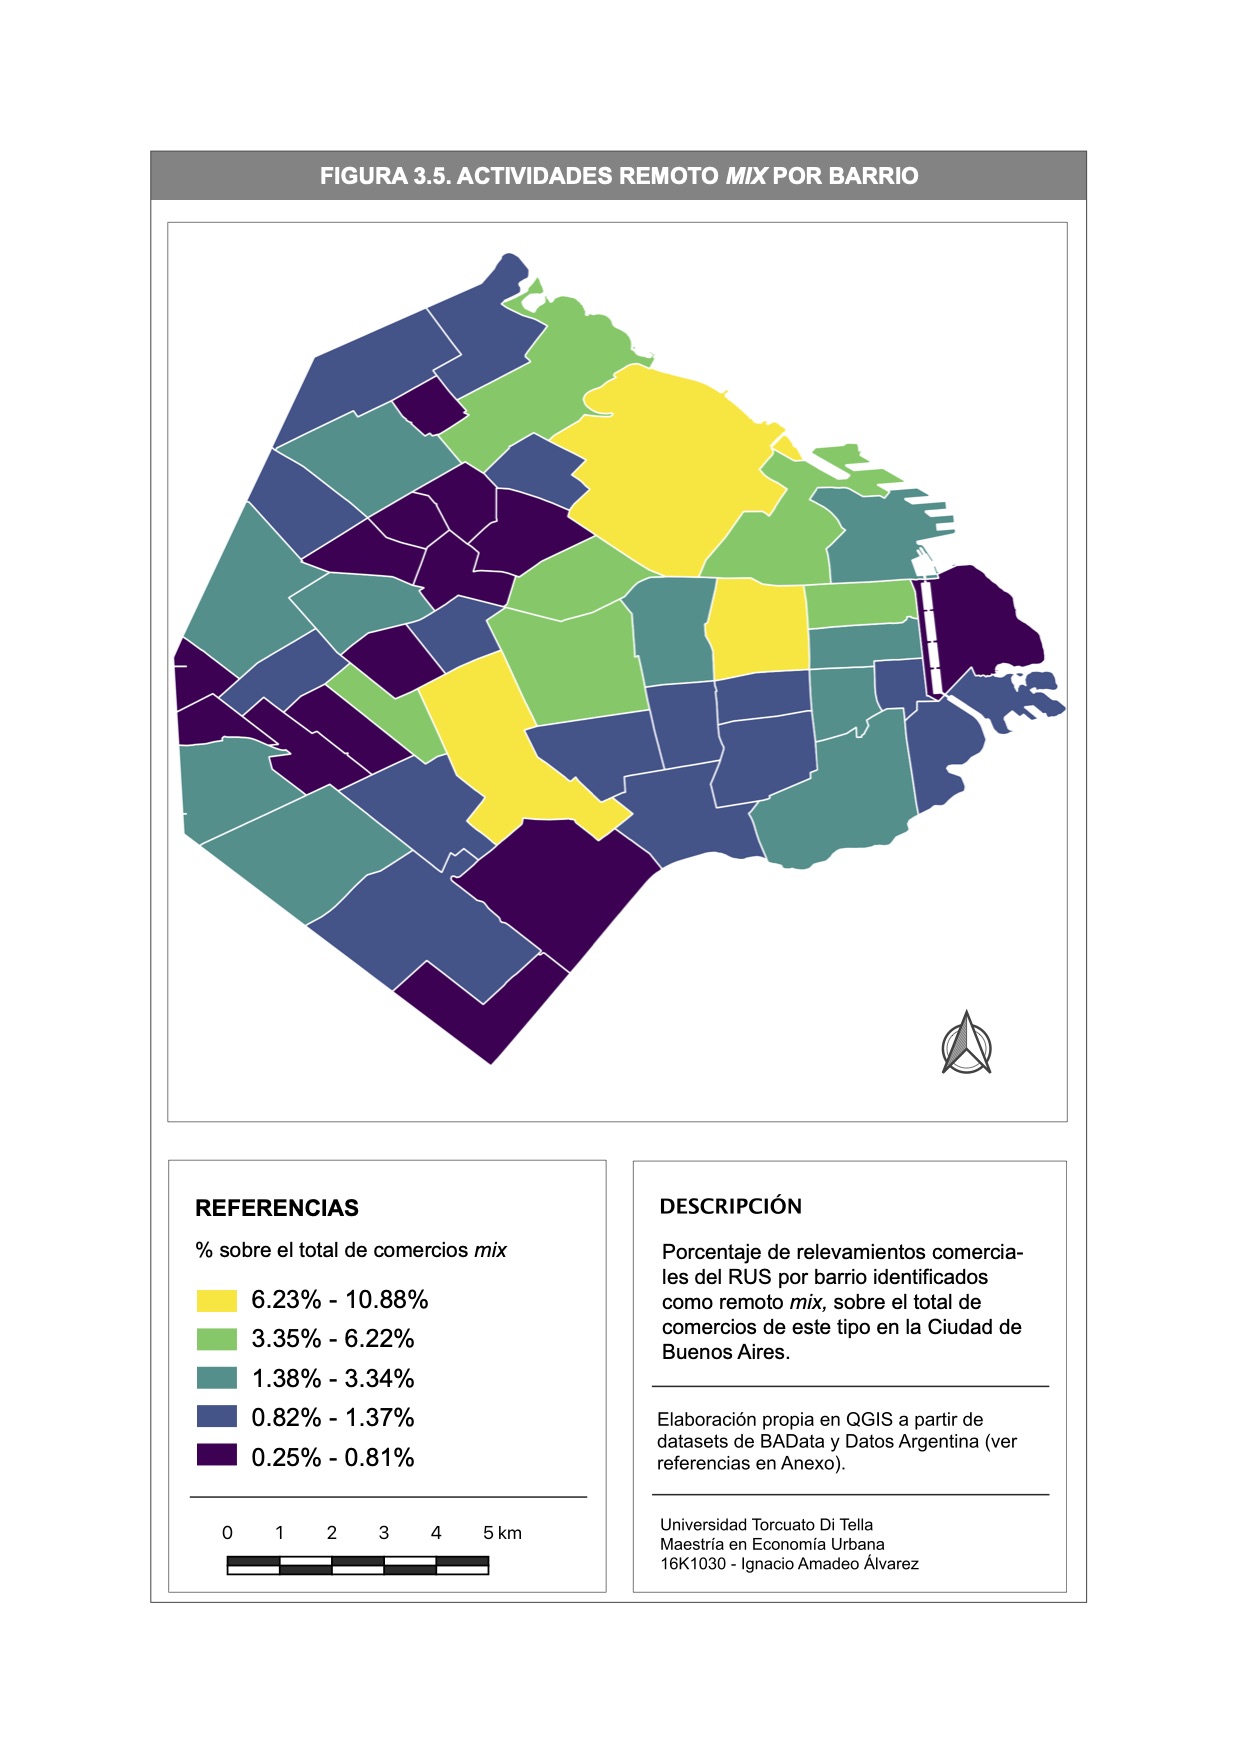 FIGURA 3.5. ACTIVIDADES REMOTO MIX POR BARRIO
REFERENCIAS
% sobre el total de comercios mix
6.23% - 10.88%
3.35% - 6.22%
1.38% - 3.34%
0.82% - 1.37%
0.25% - 0.81%
0 1 2 3 4 5 km
DESCRIPCIÓN
Porcentaje de relevamientos comercia-
les del RUS por barrio identificados
como remoto mix, sobre el total de
comercios de este tipo en la Ciudad de
Buenos Aires.
Elaboración propia en QGIS a partir de
datasets de BAData y Datos Argentina (ver
referencias en Anexo).
Universidad Torcuato Di Tella
Maestría en Economía Urbana
16K1030 - Ignacio Amadeo Álvarez